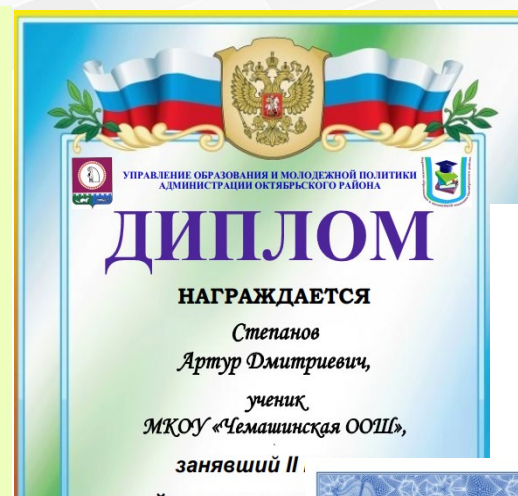 УПРАВЛЕНИЕ ОБРАЗОВАНИЯ И МОЛОДЕЖНОЙ ПОЛИТИКИ
АДМИНИСТРАЦИИ ОКТЯБРЬСКОГО РАЙОНА
ДИПЛОМ
НАГРАЖДАЕТСЯ
Степанов
Артур Дмитриевич,
ученик
МКОУ «Чемашинская ООШ»,
занявший II